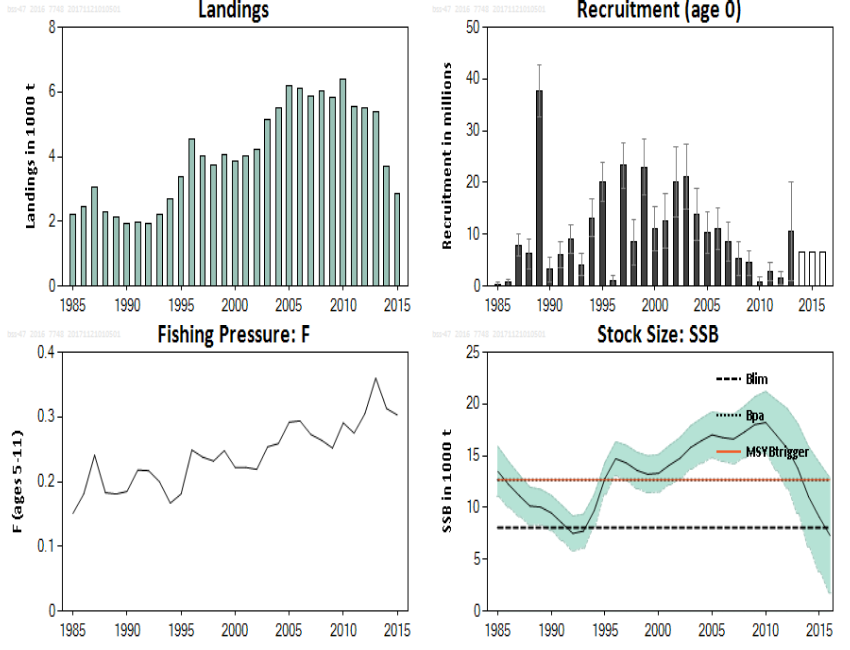 Landings
Landings in 1000 t
8
6
4
2
0
1985 1990 1995 2000 2005 2010 2015
Recruitment (age 0)
Recruitment in millions
50
40
30
20
10
0
1985 1990 1995 2000 2005 2010 2015
Fishing Pressure: F
F (ages 5-11)
0.4
0.3
0.2
0.1
0
1985 1990 1995 2000 2005 2010 2015
Stock Size: SSB
SSB in 1000 t
25
20
15
10
5
0
Blim
Bpa
MSYBtrigger
1985 1990 1995 2000 2005 2010 2015